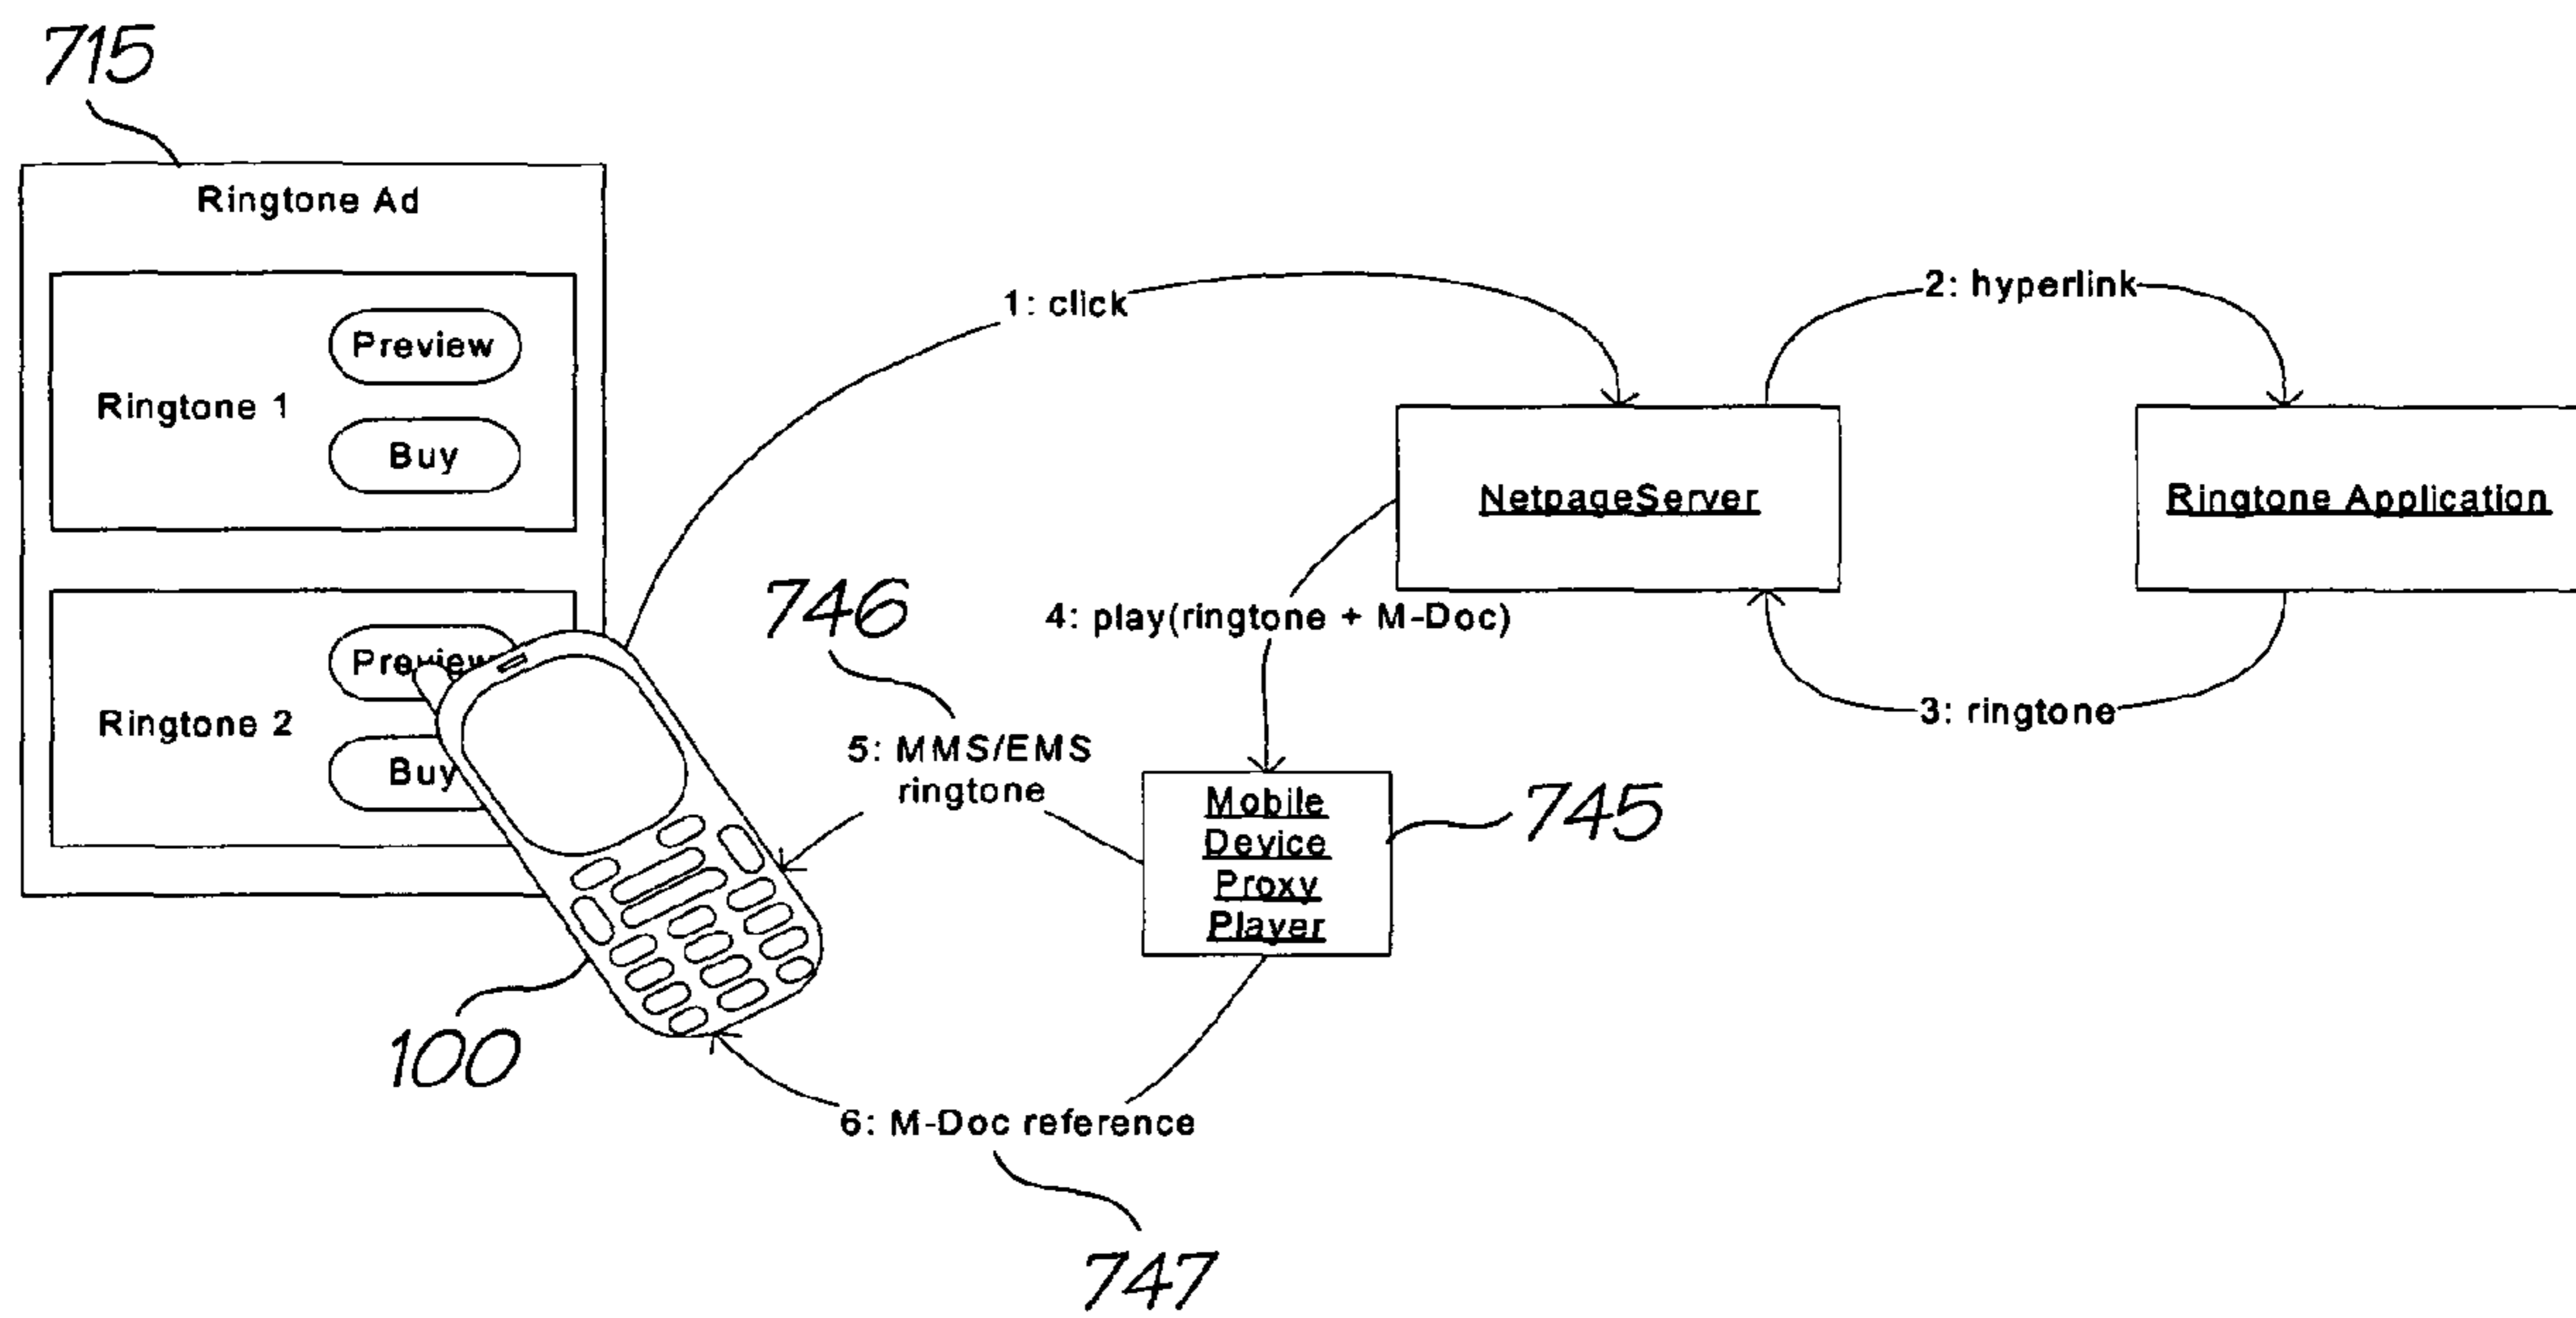 715
Ringtone Ad
Ringtone 1
Preview
Buy
Ringtone 2
Preview
Buy
100
1: click
2: hyperlink
NetpageServer
Ringtone Application
3: ringtone
4: play(ringtone + M-Doc)
746
5: MMS/EMS
ringtone
Mobile
Device
Proxy
Player
745
6: M-Doc reference
747